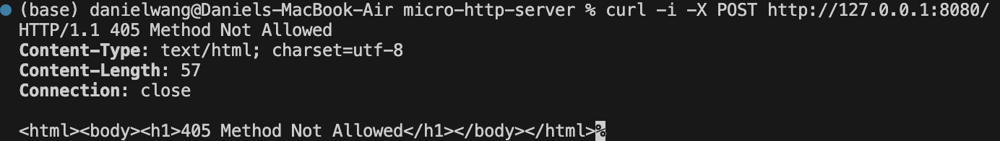 (base) danielwang@Daniels-MacBook-Air micro-http-server % curl -i -X POST http://127.0.0.1:8080/
HTTP/1.1 405 Method Not Allowed
Content-Type: text/html; charset=utf-8
Content-Length: 57
Connection: close

<html><body><h1>405 Method Not Allowed</h1></body></html>%